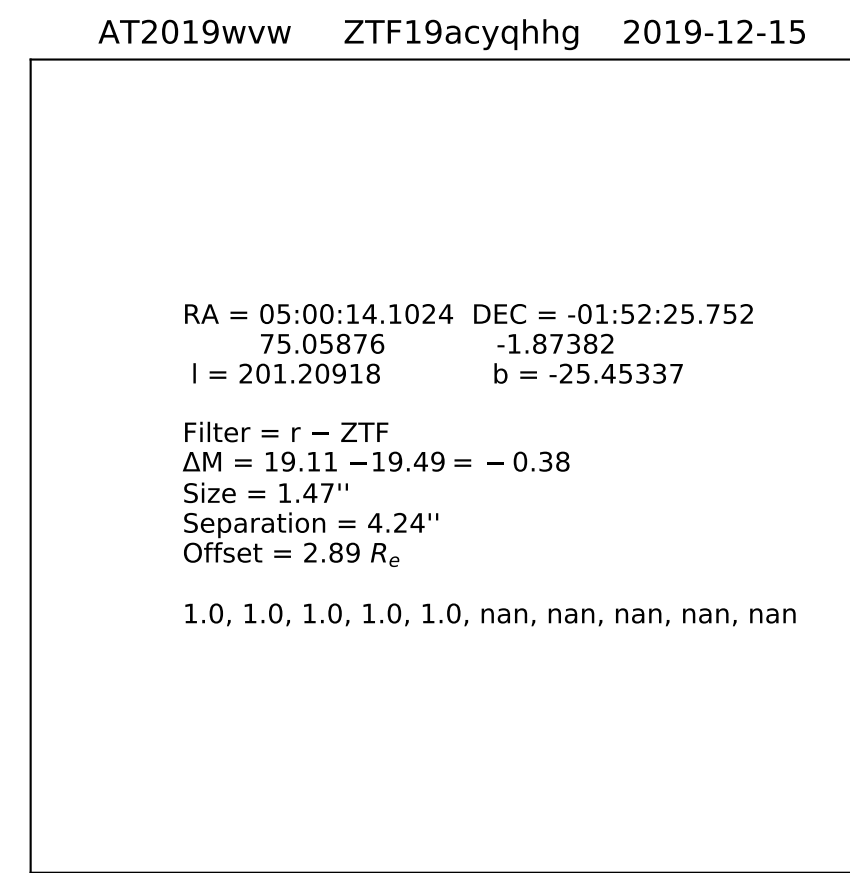 AT2019wvw ZTF19acyqhhg 2019-12-15
RA = 05:00:14.1024 DEC = -01:52:25.752
75.05876 -1.87382
l = 201.20918 b = -25.45337
Filter = r − ZTF
ΔM = 19.11 −19.49 = − 0.38
Size = 1.47''
Separation = 4.24''
Offset = 2.89 Re
1.0, 1.0, 1.0, 1.0, 1.0, nan, nan, nan, nan, nan